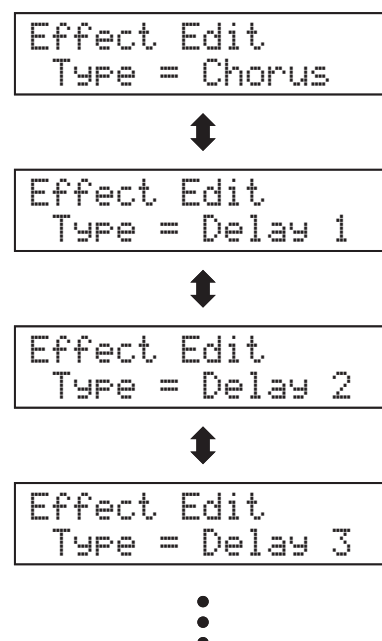 Effect Edit
Type = Chorus
Effect Edit
Type = Delay 1
Effect Edit
Type = Delay 2
Effect Edit
Type = Delay 3